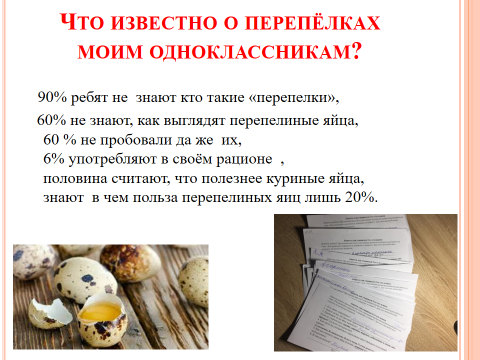 Что известно о перепёлках
моим одноклассникам?
90% ребят не знают кто такие «перепелки»,
60% не знают, как выглядят перепелиные яйца,
60 % не пробовали да же их,
6% употребляют в своём рационе ,
половина считают, что полезнее куриные яйца,
знают в чем польза перепелиных яиц лишь 20%.